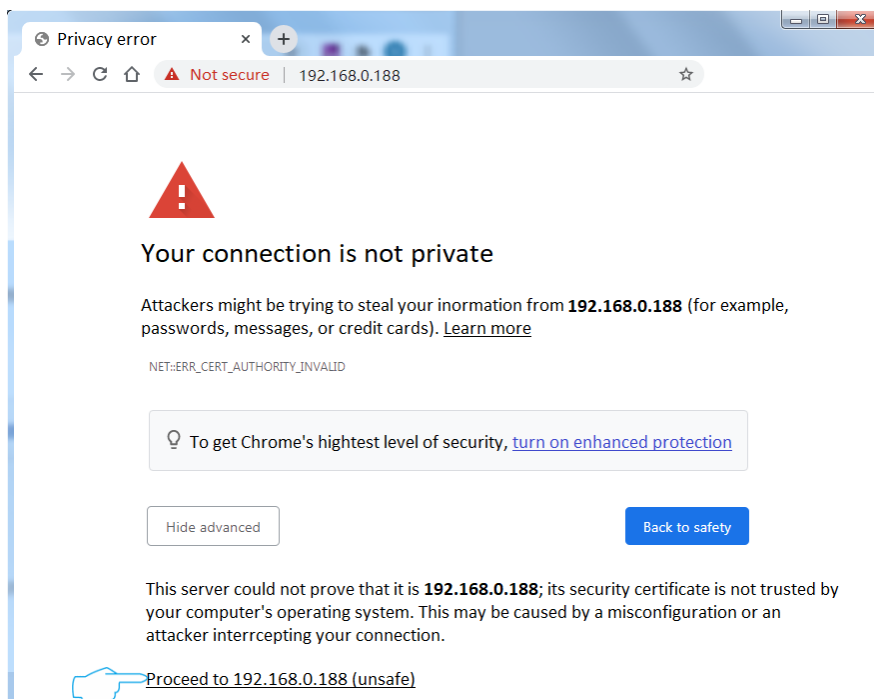 Privacy error
Not secure | 192.168.0.188
Your connection is not private
Attackers might be trying to steal your inormation from 192.168.0.188 (for example,
passwords, messages, or credit cards). Learn more
NET::ERR_CERT_AUTHORITY_INVALID
To get Chrome's hightest level of security, turn on enhanced protection
Hide advanced
Back to safety
This server could not prove that it is 192.168.0.188; its security certificate is not trusted by
your computer's operating system. This may be caused by a misconfiguration or an
attacker interrcepting your connection.
Proceed to 192.168.0.188 (unsafe)